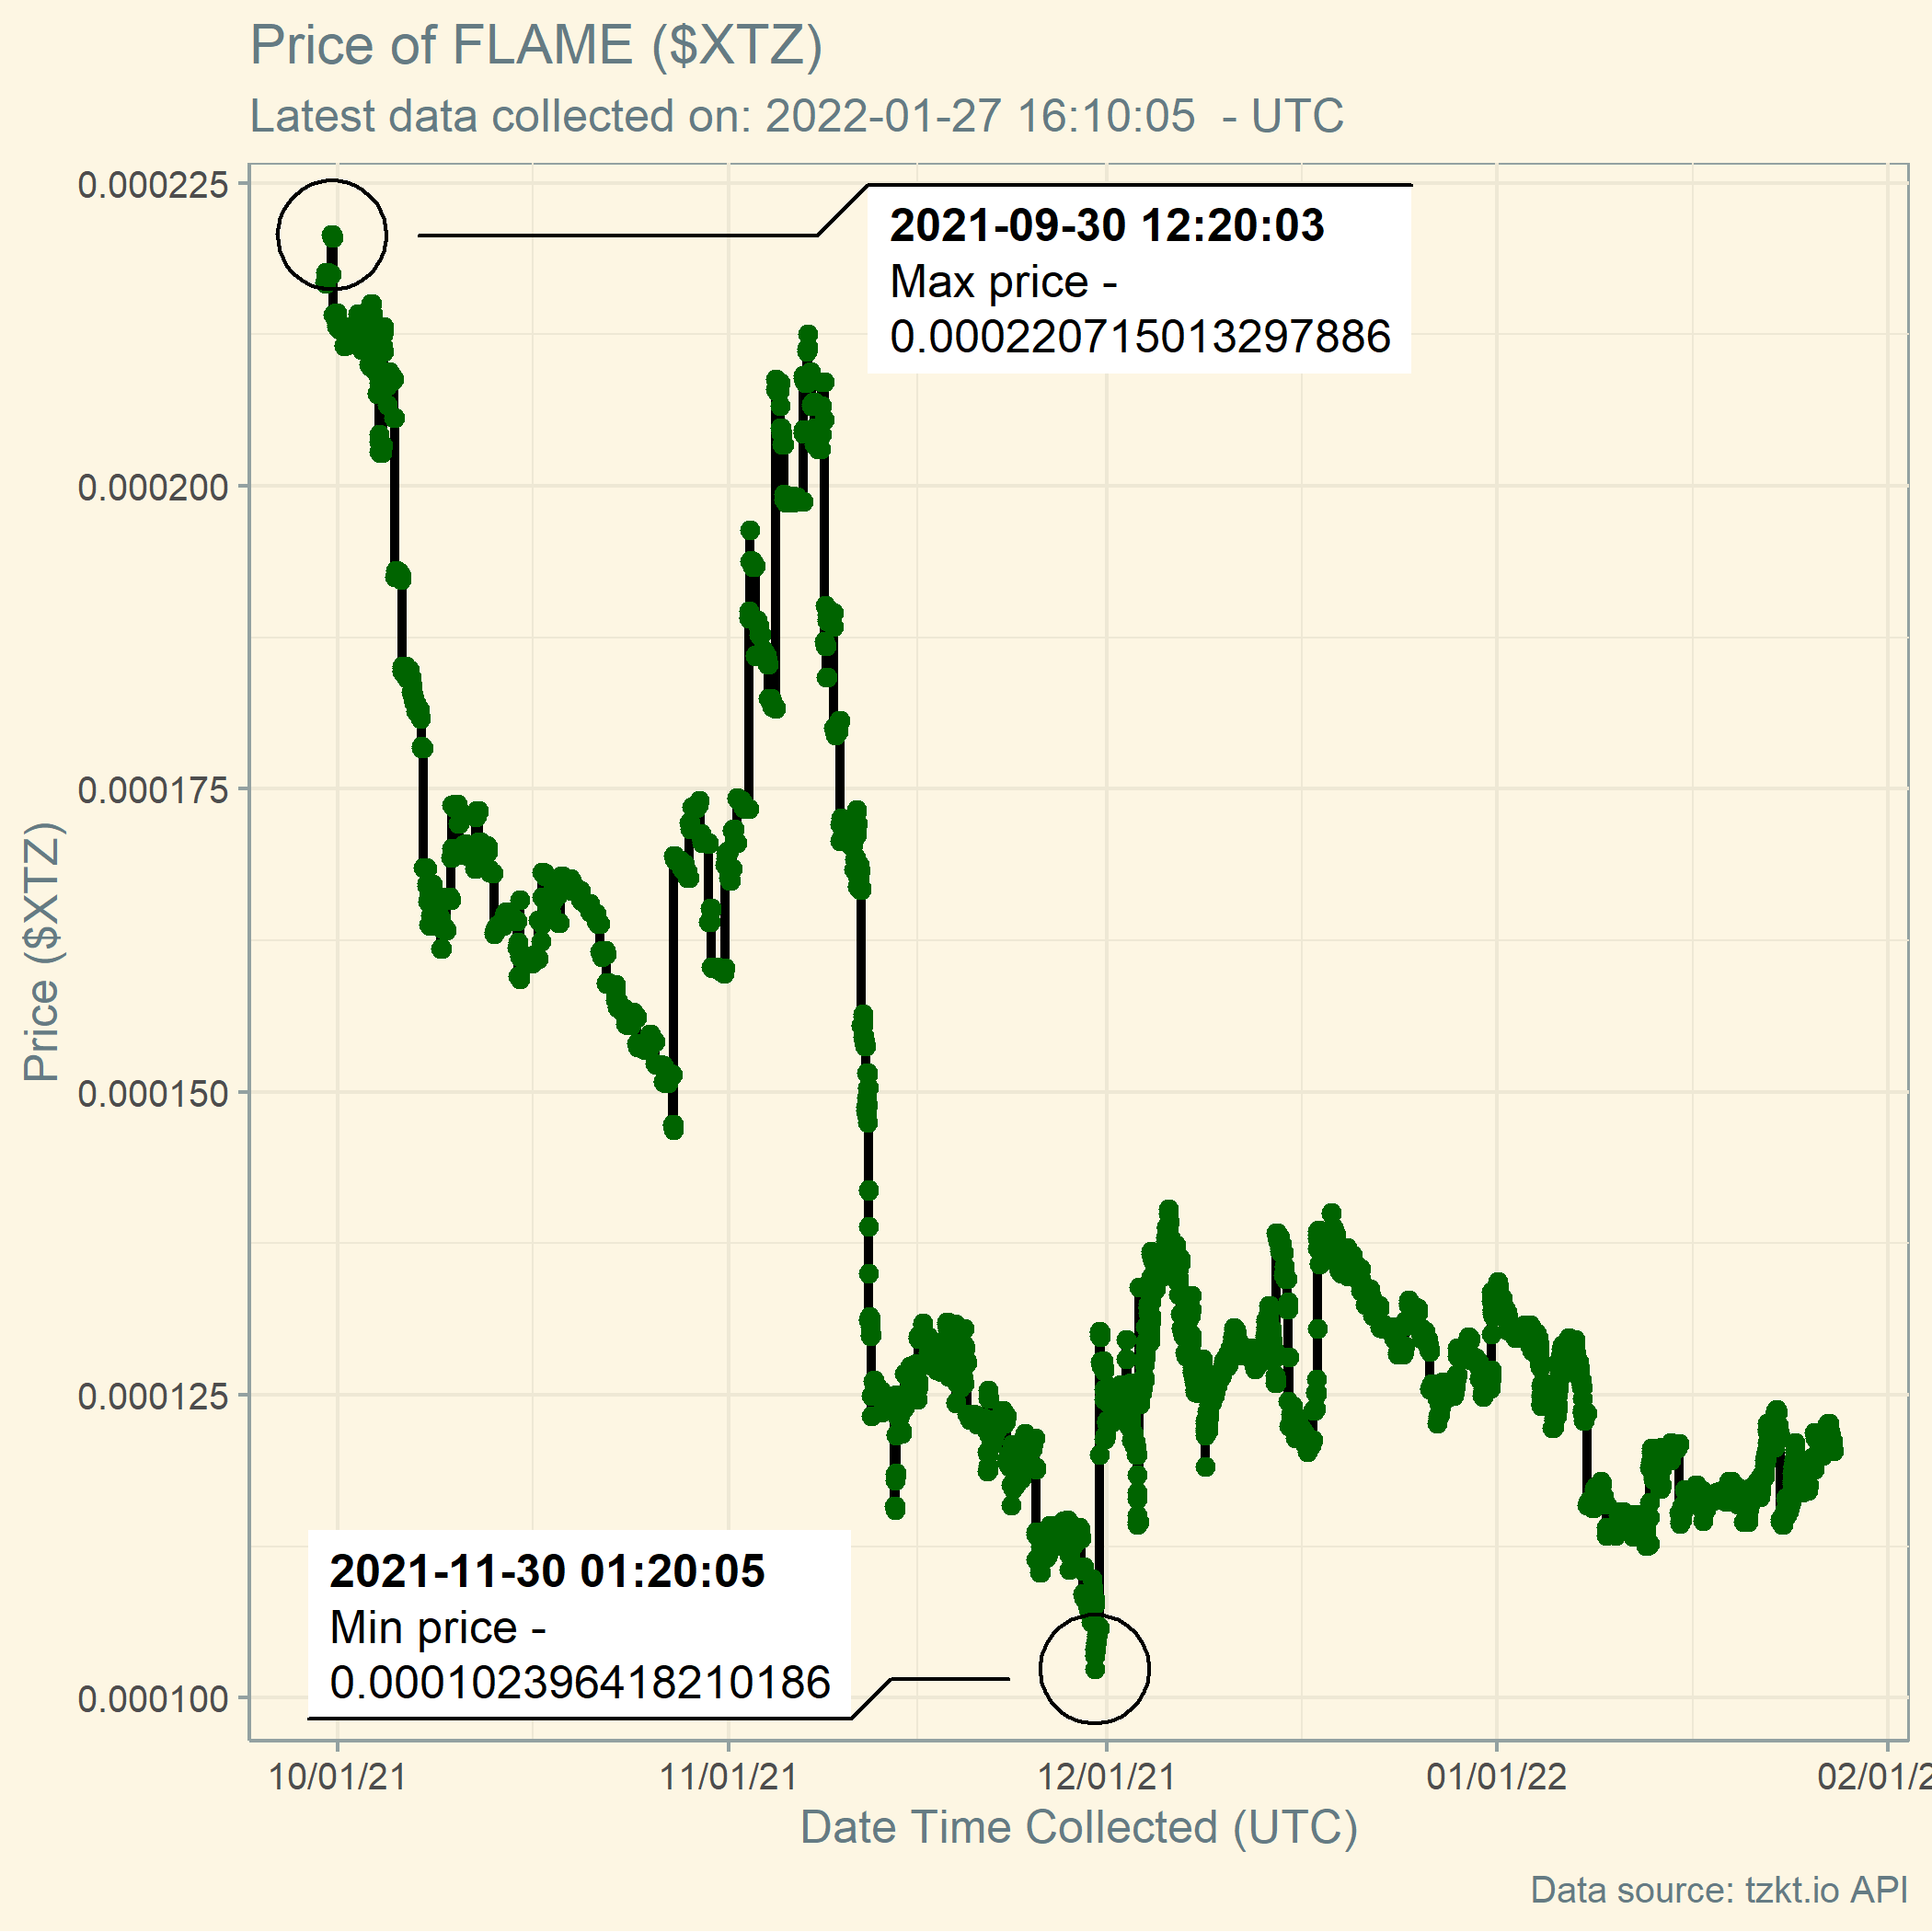 Price of FLAME ($XTZ)
Latest data collected on: 2022-01-27 16:10:05  - UTC
0.000225
2021-09-30 12:20:03
Max price -
0.000220715013297886
0.000200
0.000175
Price ($XTZ)
0.000150
0.000125
2021-11-30 01:20:05
Min price -
0.000102396418210186
0.000100
10/01/21 11/01/21 12/01/21 01/01/22 02/01/2
Date Time Collected (UTC)
Data source: tzkt.io API